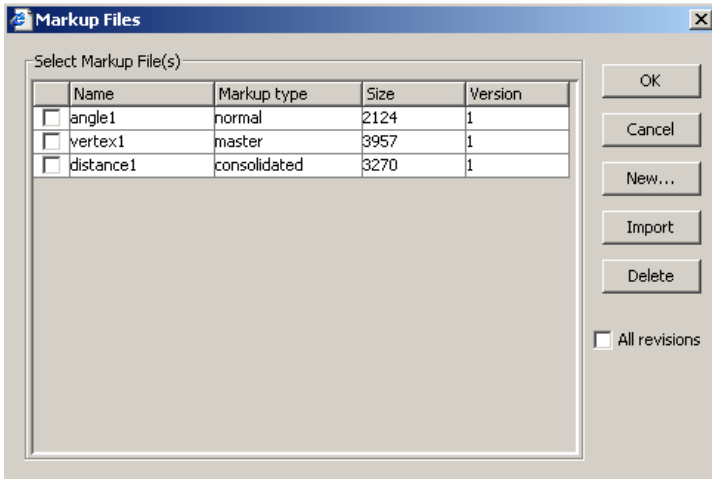 Markup Files
Select Markup File(s)
Name Markup type Size Version
angle1 normal 2124 1
vertex1 master 3957 1
distance1 consolidated 3270 1
OK
Cancel
New...
Import
Delete
All revisions